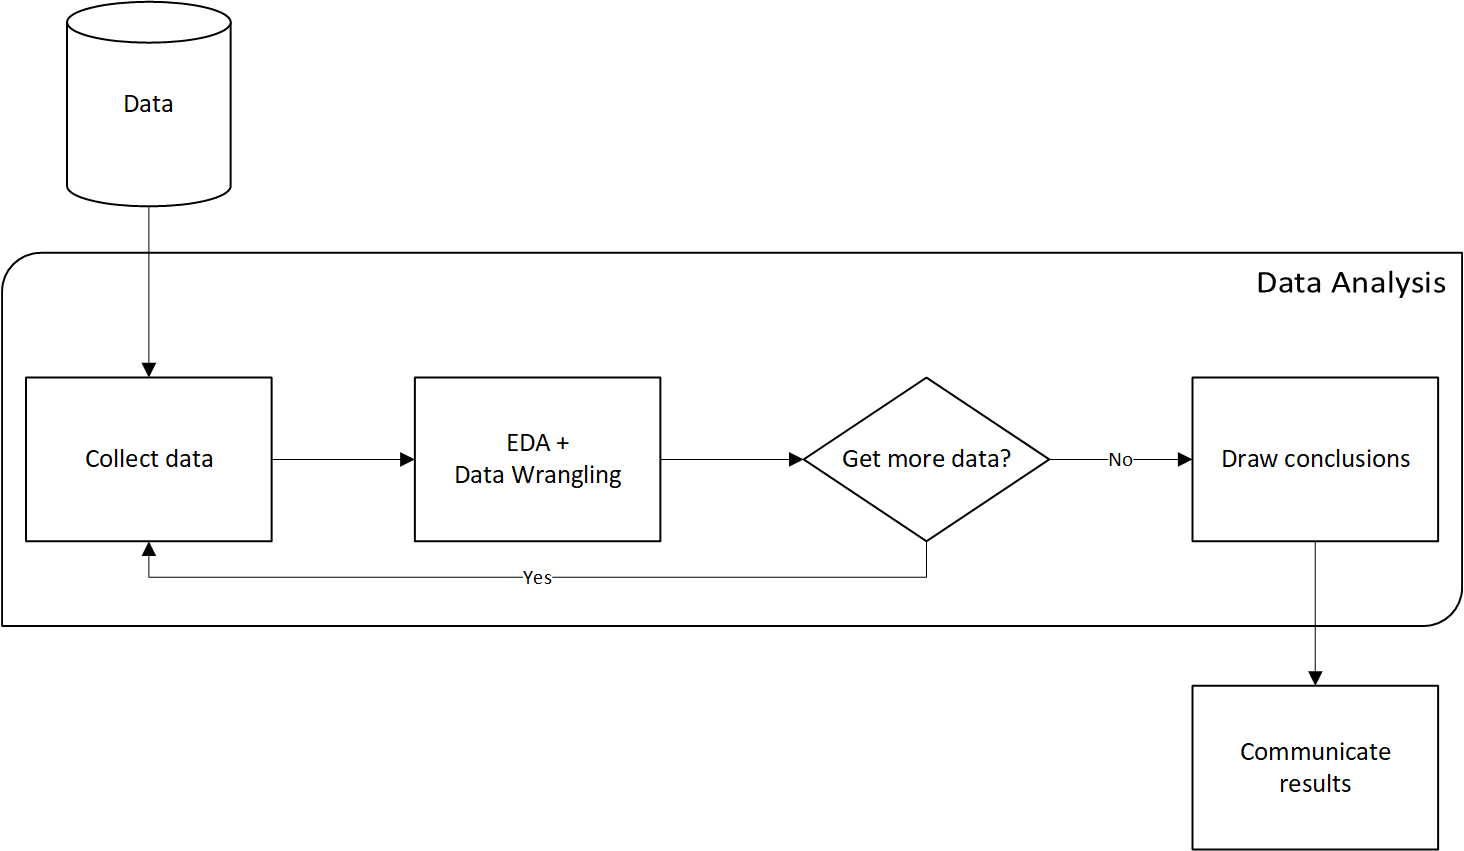 Data
Data Analysis
Collect data
EDA +
Data Wrangling
Get more data?
No
Draw conclusions
Yes
Communicate
results